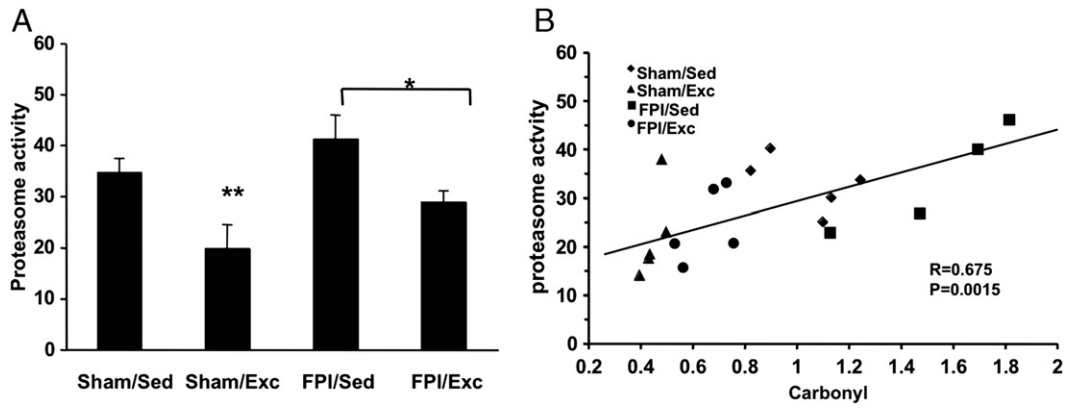 A
Proteasome activity
60
50
40
30
20
10
0
**
*
Sham/Sed Sham/Exc FPI/Sed FPI/Exc
B
proteasome actvity
60
50
40
30
20
10
0
Sham/Sed
Sham/Exc
FPI/Sed
FPI/Exc
R=0.675
P=0.0015
0.2 0.4 0.6 0.8 1 1.2 1.4 1.6 1.8 2
Carbonyl